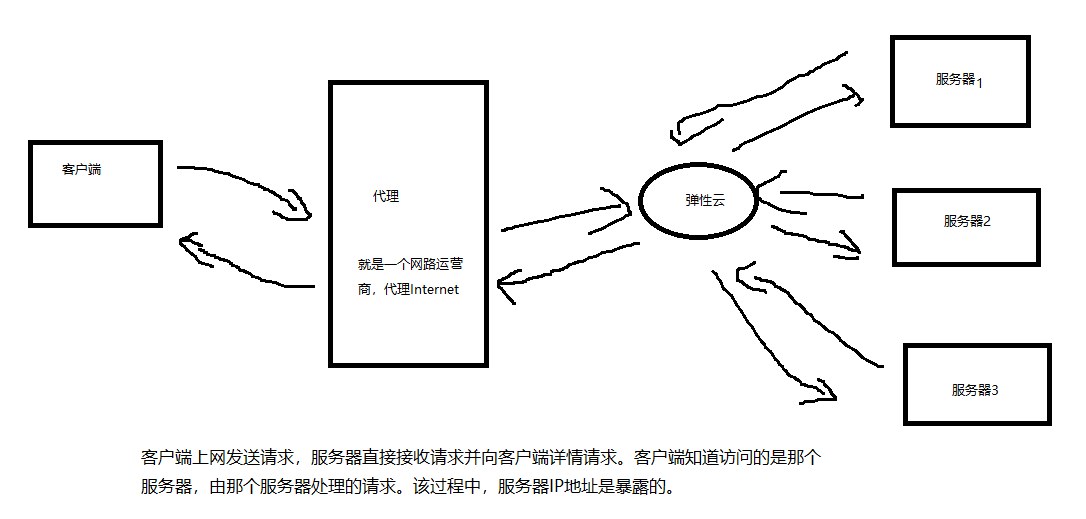 服务器1
客户端
代理
弹性云
服务器2
就是一个网路运营
商，代理Internet
服务器3
客户端上网发送请求，服务器直接接收请求并向客户端详情请求。客户端知道访问的是那个
服务器，由那个服务器处理的请求。该过程中，服务器IP地址是暴露的。